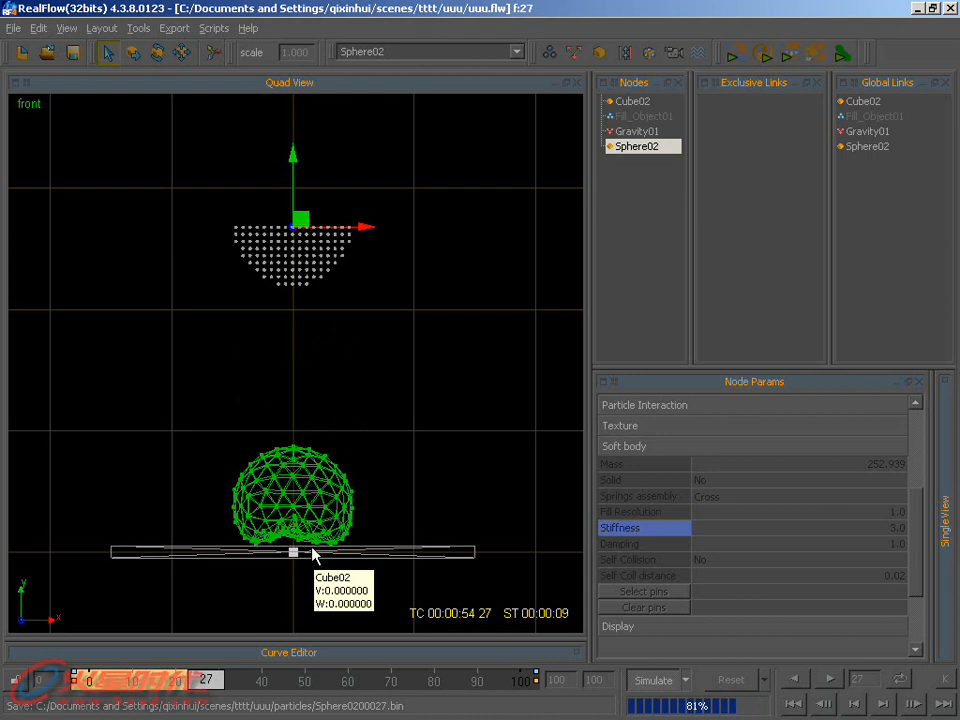 RealFlow(32bits) 4.3.8.0123 > [C:/Documents and Settings/qixinhui/scenes/tttt/uuu/uuu.flw] f:27
File Edit View Layout Tools Export Scripts Help
scale 1.000 Sphere02
Quad View
front
Cube02
V:0.000000
W:0.000000
TC 00:00:54 27 ST 00:00:09
y
x
Curve Editor
Nodes
Cube02
Fill_Object01
Gravity01
Sphere02
Exclusive Links
Global Links
Cube02
Fill_Object01
Gravity01
Sphere02
Node Params
Particle Interaction
Texture
Soft body
Mass 252.939
Solid No
Springs assembly Cross
Fill Resolution 1.0
Stiffness 3.0
Damping 1.0
Self Collision No
Self Coll distance 0.02
Select pins
Clear pins
Display
SingleView
0 0 27 40 60 80 100 100 100
Simulate Reset 27 K
Save: C:/Documents and Settings/qixinhui/scenes/tttt/uuu/particles/Sphere0200027.bin
81%